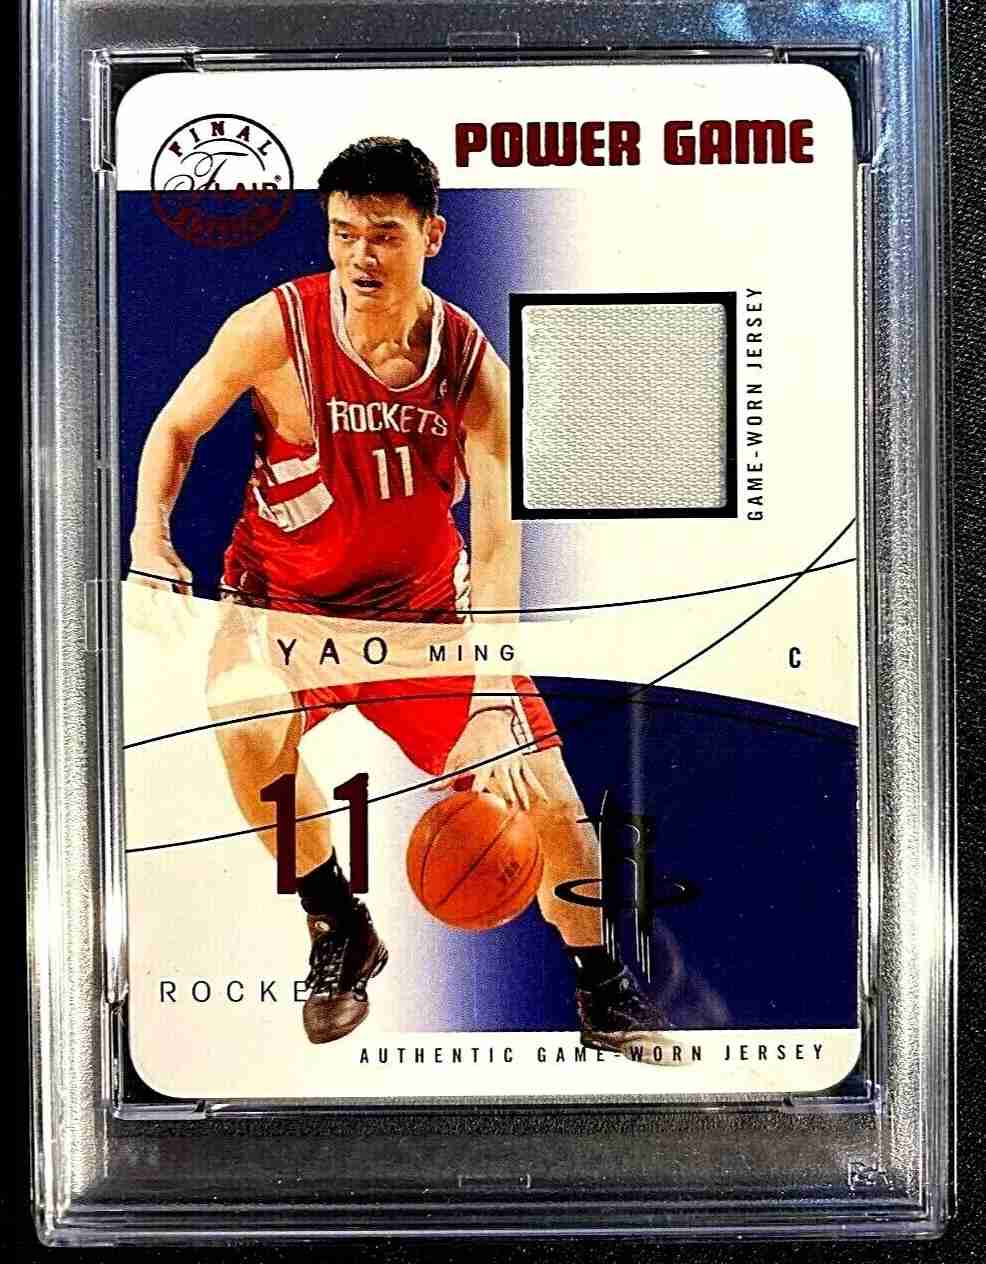 FINAL
FLAIR
POWER GAME
GAME-WORN JERSEY
ROCKETS
11
YAO MING
C
11
ROCKETS
AUTHENTIC GAME-WORN JERSEY